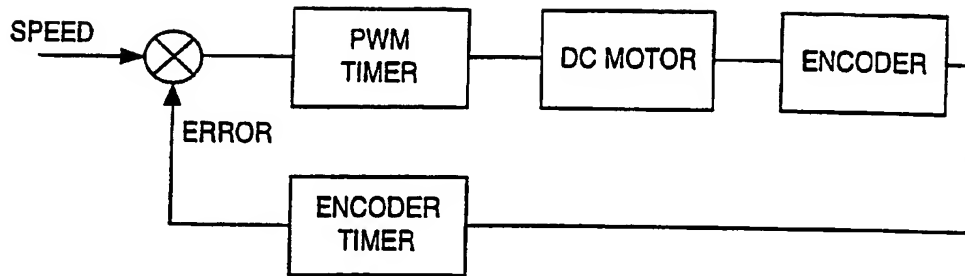 SPEED
PWM
TIMER
DC MOTOR
ENCODER
ERROR
ENCODER
TIMER